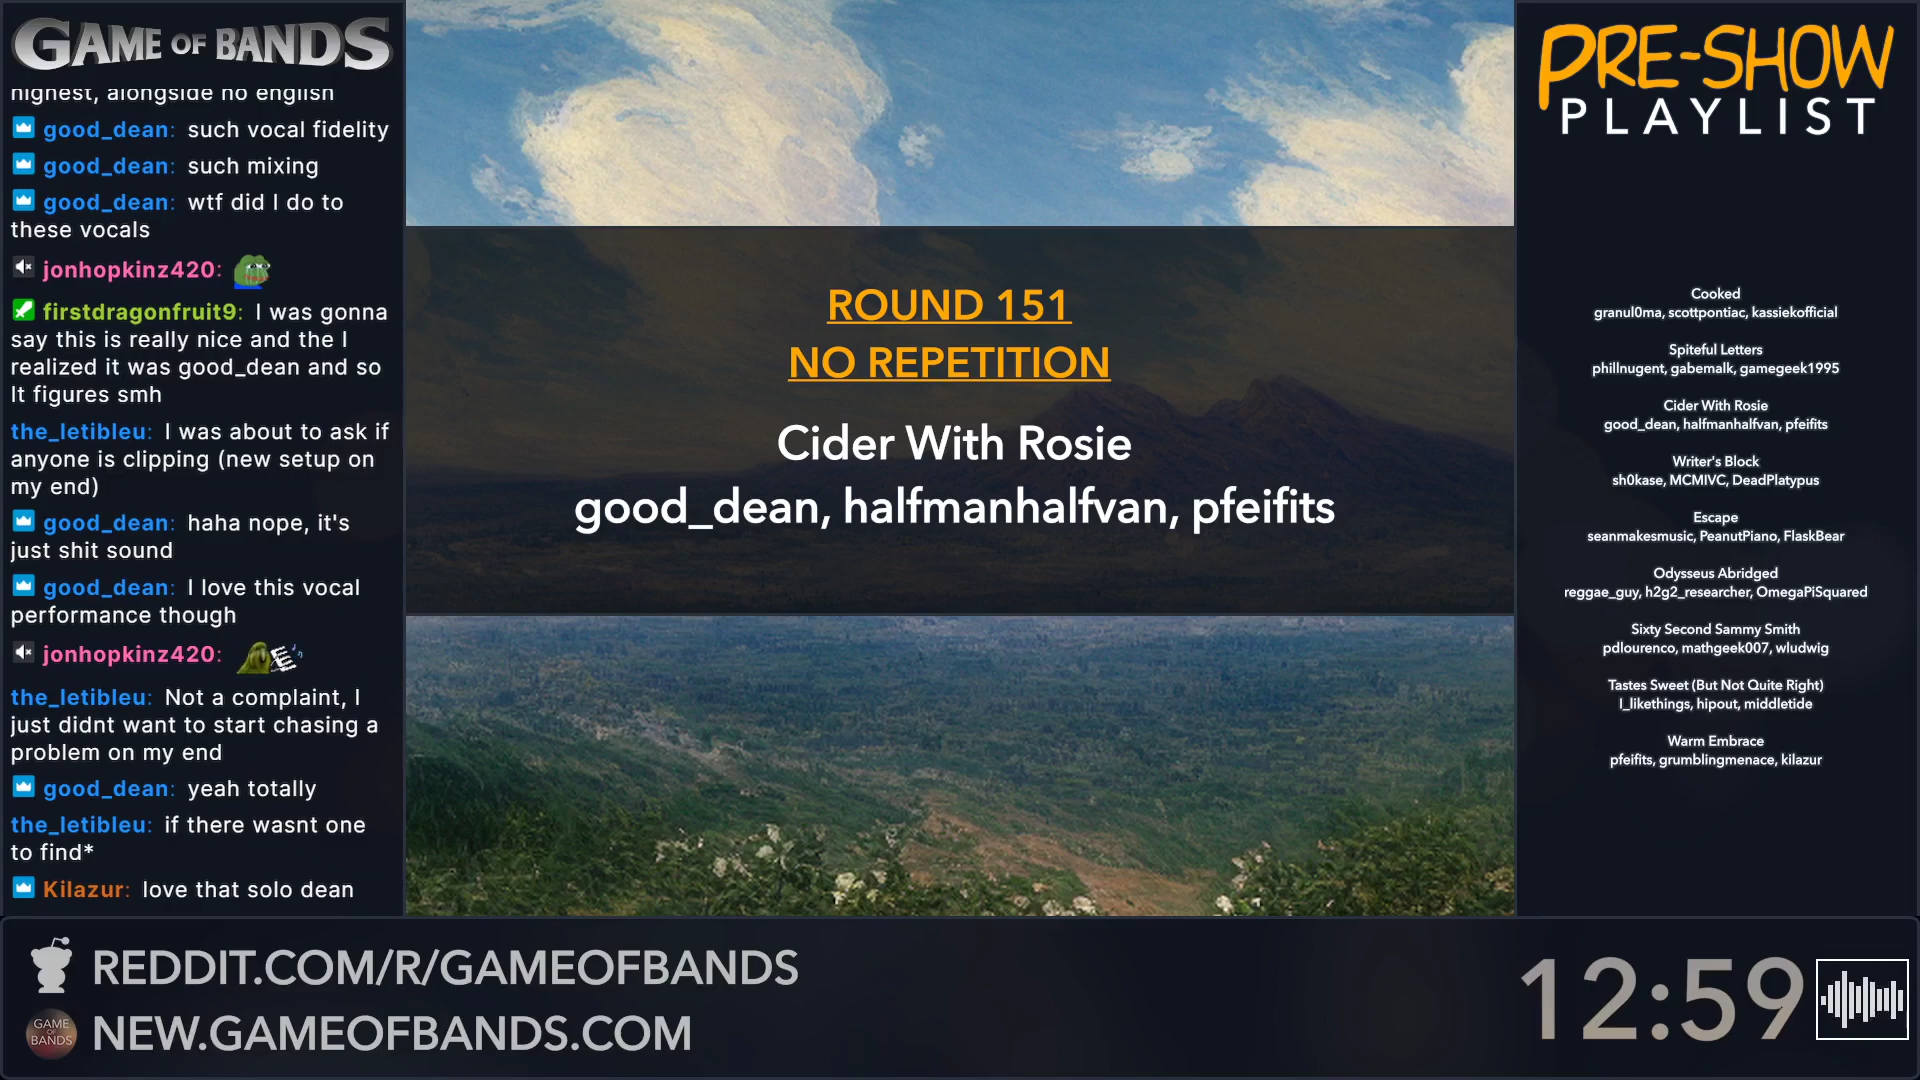 GAME OF BANDS
highest, alongside no english
good_dean: such vocal fidelity
good_dean: such mixing
good_dean: wtf did I do to
these vocals
jonhopkinz420:
firstdragonfruit9: I was gonna
say this is really nice and the I
realized it was good_dean and so
It figures smh
the_letibleu: I was about to ask if
anyone is clipping (new setup on
my end)
good_dean: haha nope, it's
just shit sound
good_dean: I love this vocal
performance though
jonhopkinz420:
the_letibleu: Not a complaint, I
just didnt want to start chasing a
problem on my end
good_dean: yeah totally
the_letibleu: if there wasnt one
to find*
Kilazur: love that solo dean
ROUND 151
NO REPETITION
Cider With Rosie
good_dean, halfmanhalfvan, pfeifits
PRE-SHOW
PLAYLIST
Cooked
granul0ma, scottpontiac, kassiekofficial
Spiteful Letters
phillnugent, gabemalk, gamegeek1995
Cider With Rosie
good_dean, halfmanhalfvan, pfeifits
Writer's Block
sh0kase, MCMIVC, DeadPlatypus
Escape
seanmakesmusic, PeanutPiano, FlaskBear
Odysseus Abridged
reggae_guy, h2g2_researcher, OmegaPiSquared
Sixty Second Sammy Smith
pdlourenco, mathgeek007, wludwig
Tastes Sweet (But Not Quite Right)
I_likethings, hipout, middletide
Warm Embrace
pfeifits, grumblingmenace, kilazur
REDDIT.COM/R/GAMEOFBANDS
GAME
OF
BANDS
NEW.GAMEOFBANDS.COM
12:59